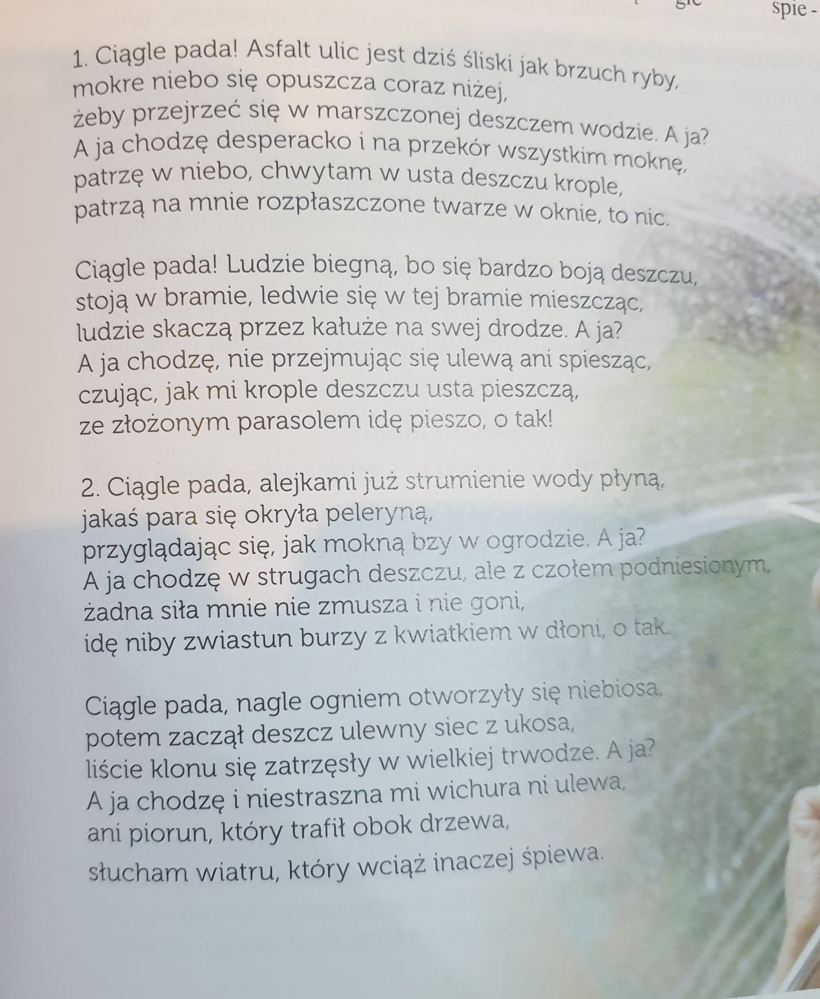 śpie -
1. Ciągle pada! Asfalt ulic jest dziś śliski jak brzuch ryby,
mokre niebo się opuszcza coraz niżej,
żeby przejrzeć się w marszczonej deszczem wodzie. A ja?
A ja chodzę desperacko i na przekór wszystkim moknę,
patrzę w niebo, chwytam w usta deszczu krople,
patrzą na mnie rozpłaszczone twarze w oknie, to nic.
Ciągle pada! Ludzie biegną, bo się bardzo boją deszczu,
stoją w bramie, ledwie się w tej bramie mieszcząc,
ludzie skaczą przez kałuże na swej drodze. A ja?
A ja chodzę, nie przejmując się ulewą ani spiesząc,
czując, jak mi krople deszczu usta pieszczą,
ze złożonym parasolem idę pieszo, o tak!
2. Ciągle pada, alejkami już strumienie wody płyną,
jakaś para się okryła peleryną,
przyglądając się, jak mokną bzy w ogrodzie. A ja?
A ja chodzę w strugach deszczu, ale z czołem podniesionym,
żadna siła mnie nie zmusza i nie goni,
idę niby zwiastun burzy z kwiatkiem w dłoni, o tak.
Ciągle pada, nagle ogniem otworzyły się niebiosa,
potem zaczął deszcz ulewny siec z ukosa,
liście klonu się zatrzęsły w wielkiej trwodze. A ja?
A ja chodzę i niestraszna mi wichura ni ulewa,
ani piorun, który trafił obok drzewa,
słucham wiatru, który wciąż inaczej śpiewa.